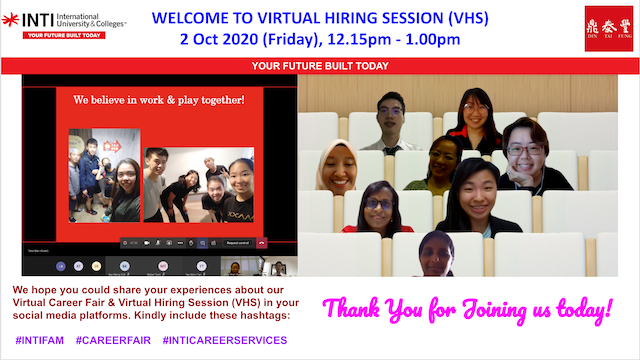 INTI International University & Colleges™
YOUR FUTURE BUILT TODAY
WELCOME TO VIRTUAL HIRING SESSION (VHS)
2 Oct 2020 (Friday), 12.15pm - 1.00pm
鼎泰豐
DIN TAI FUNG
YOUR FUTURE BUILT TODAY
We believe in work & play together!
Request control
We hope you could share your experiences about our
Virtual Career Fair & Virtual Hiring Session (VHS) in your
social media platforms. Kindly include these hashtags:
#INTIFAM #CAREERFAIR #INTICAREERSERVICES
Thank You for Joining us today!